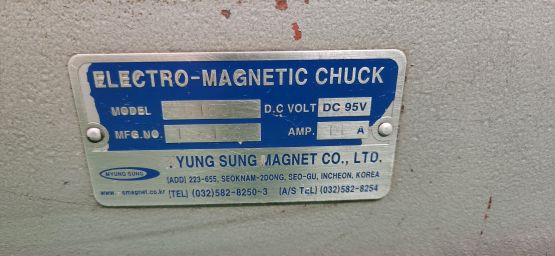 ELECTRO-MAGNETIC CHUCK
MODEL D.C VOLT DC 95V
MFG.NO. AMP. A
. YUNG SUNG MAGNET CO., LTD.
MYUNG SUNG (ADD) 223-655, SEOKNAM-2DONG, SEO-GU, INCHEON, KOREA
www. smagnet.co.kr (TEL) (032)582-8250-3 (A/S TEL) (032)582-8254